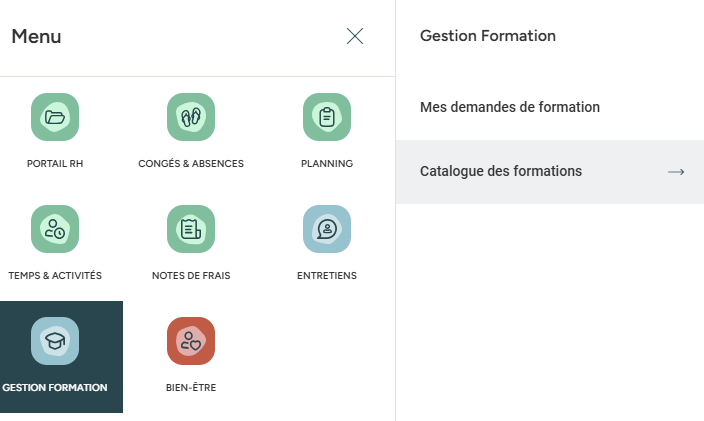 Menu
PORTAIL RH
CONGÉS & ABSENCES
PLANNING
TEMPS & ACTIVITÉS
NOTES DE FRAIS
ENTRETIENS
GESTION FORMATION
BIEN-ÊTRE
Gestion Formation
Mes demandes de formation
Catalogue des formations